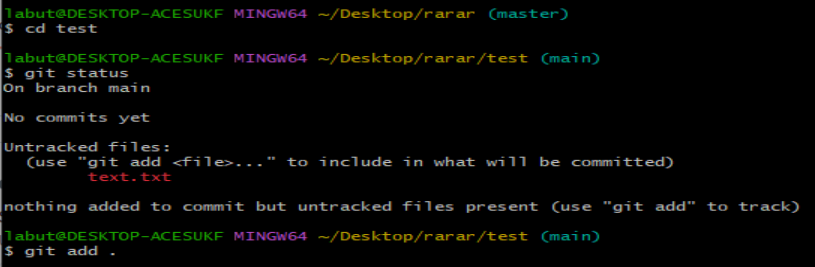 labut@DESKTOP-ACESUKF MINGW64 ~/Desktop/rarar (master)
$ cd test
labut@DESKTOP-ACESUKF MINGW64 ~/Desktop/rarar/test (main)
$ git status
On branch main
No commits yet
Untracked files:
(use "git add <file>..." to include in what will be committed)
text.txt
nothing added to commit but untracked files present (use "git add" to track)
labut@DESKTOP-ACESUKF MINGW64 ~/Desktop/rarar/test (main)
$ git add .